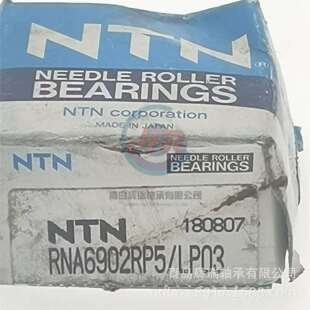 NTN
NEEDLE ROLLER
BEARINGS
NTN corporation
MADE IN JAPAN
NTN
NEEDLE ROLLER
BEARINGS
NTN
180807
RNA6902RP5/LP03